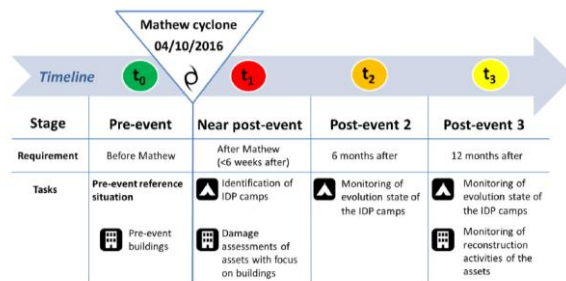 Mathew cyclone
04/10/2016
Timeline
t0
t1
t2
t3
Stage
Pre-event
Near post-event
Post-event 2
Post-event 3
Requirement
Before Mathew
After Mathew
(<6 weeks after)
6 months after
12 months after
Tasks
Pre-event reference
situation
Pre-event
buildings
Identification of
IDP camps
Damage
assessments of
assets with focus
on buildings
Monitoring of
evolution state of
the IDP camps
Monitoring of
evolution state of
the IDP camps
Monitoring of
reconstruction
activities of the
assets